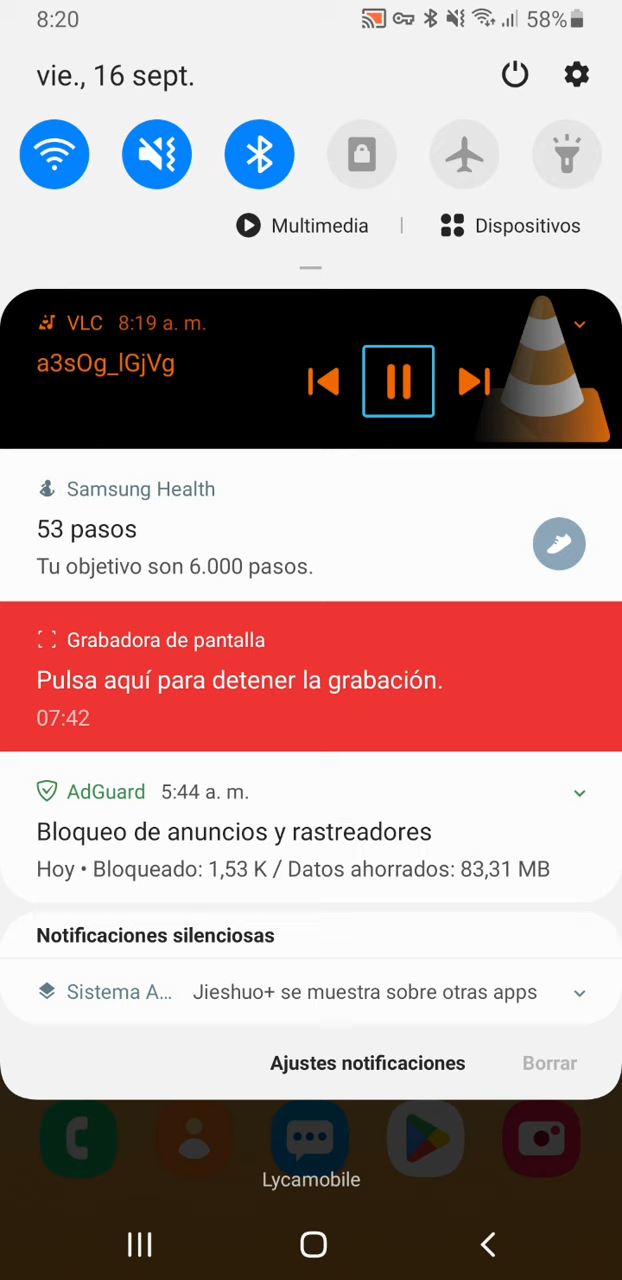 8:20
58%
vie., 16 sept.
Multimedia | Dispositivos
VLC 8:19 a. m.
a3sOg_lGjVg
Samsung Health
53 pasos
Tu objetivo son 6.000 pasos.
Grabadora de pantalla
Pulsa aquí para detener la grabación.
07:42
AdGuard 5:44 a. m.
Bloqueo de anuncios y rastreadores
Hoy • Bloqueado: 1,53 K / Datos ahorrados: 83,31 MB
Notificaciones silenciosas
Sistema A... Jieshuo+ se muestra sobre otras apps
Ajustes notificaciones Borrar
Lycamobile